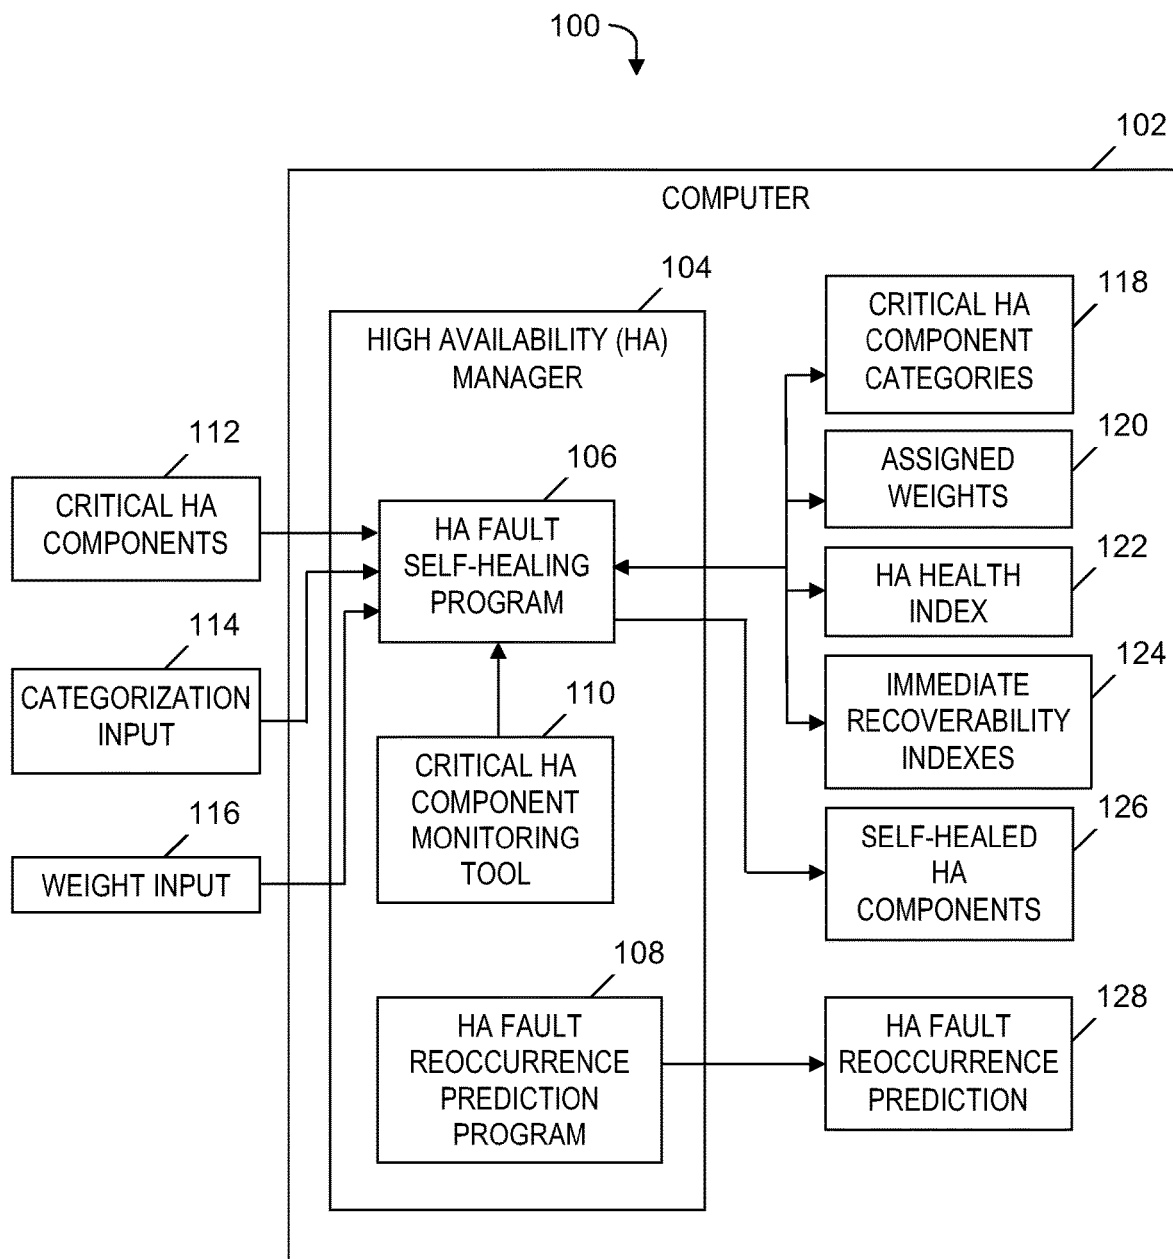 100
102
COMPUTER
104
HIGH AVAILABILITY (HA)
MANAGER
118
CRITICAL HA
COMPONENT
CATEGORIES
112
CRITICAL HA
COMPONENTS
106
HA FAULT
SELF-HEALING
PROGRAM
120
ASSIGNED
WEIGHTS
122
HA HEALTH
INDEX
114
CATEGORIZATION
INPUT
110
CRITICAL HA
COMPONENT
MONITORING
TOOL
124
IMMEDIATE
RECOVERABILITY
INDEXES
116
WEIGHT INPUT
126
SELF-HEALED
HA
COMPONENTS
108
HA FAULT
REOCCURRENCE
PREDICTION
PROGRAM
128
HA FAULT
REOCCURRENCE
PREDICTION